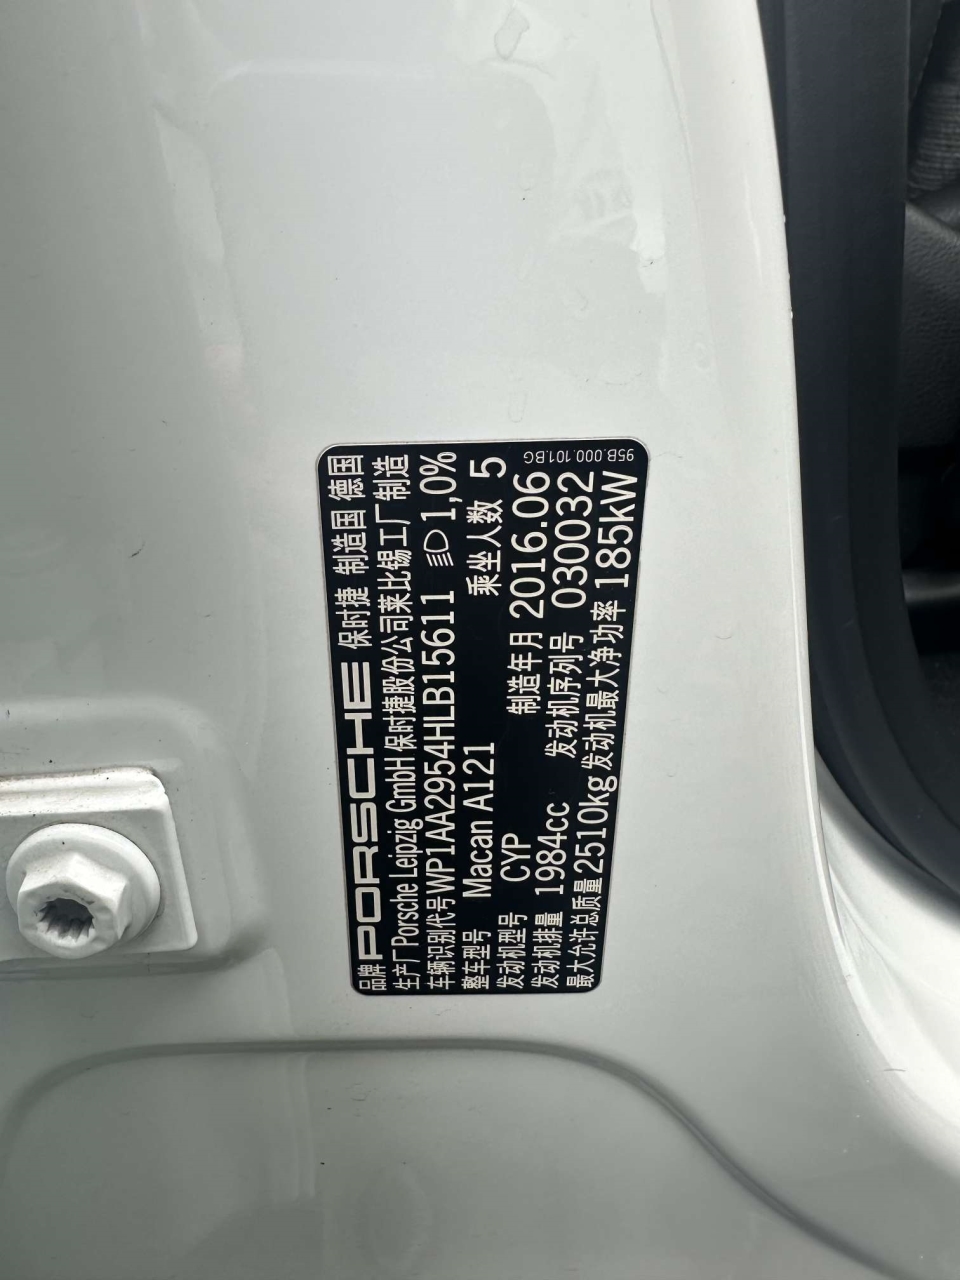 品牌 PORSCHE 保时捷 制造国 德国
生产厂 Porsche Leipzig GmbH 保时捷股份公司莱比锡工厂制造
车辆识别代号 WP1AA2954HLB15611 1,0%
整车型号 Macan A121 乘坐人数 5
发动机型号 CYP 制造年月 2016.06
发动机排量 1984cc 发动机序列号 030032
最大允许总质量 2510kg 发动机最大净功率 185kW
95B.000.101.BG